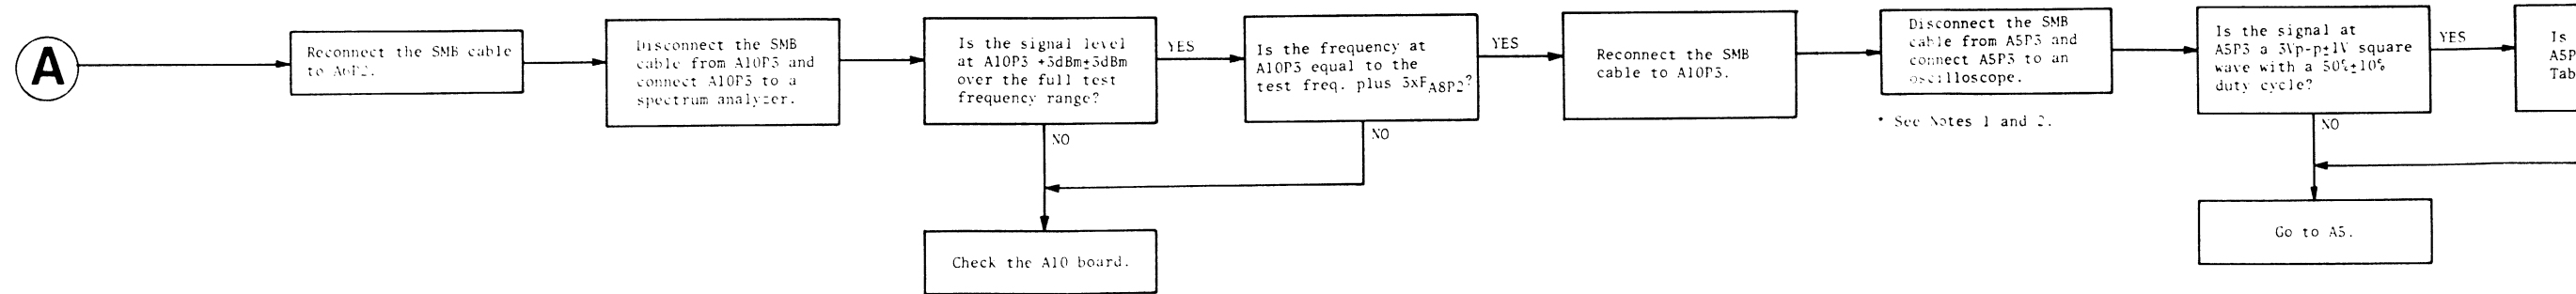 A
Reconnect the SMB cable
to A6P2.
Disconnect the SMB
cable from A10P3 and
connect A10P3 to a
spectrum analyzer.
Is the signal level
at A10P3 +3dBm±3dBm
over the full test
frequency range?
YES
NO
Is the frequency at
A10P3 equal to the
test freq. plus 3xFA8P2?
YES
NO
Check the A10 board.
Reconnect the SMB
cable to A10P3.
Disconnect the SMB
cable from A5P3 and
connect A5P3 to an
oscilloscope.
* See Notes 1 and 2.
Is the signal at
A5P3 a 3Vp-p±1V square
wave with a 50%±10%
duty cycle?
YES
NO
Go to A5.
Is
A5P
Tab